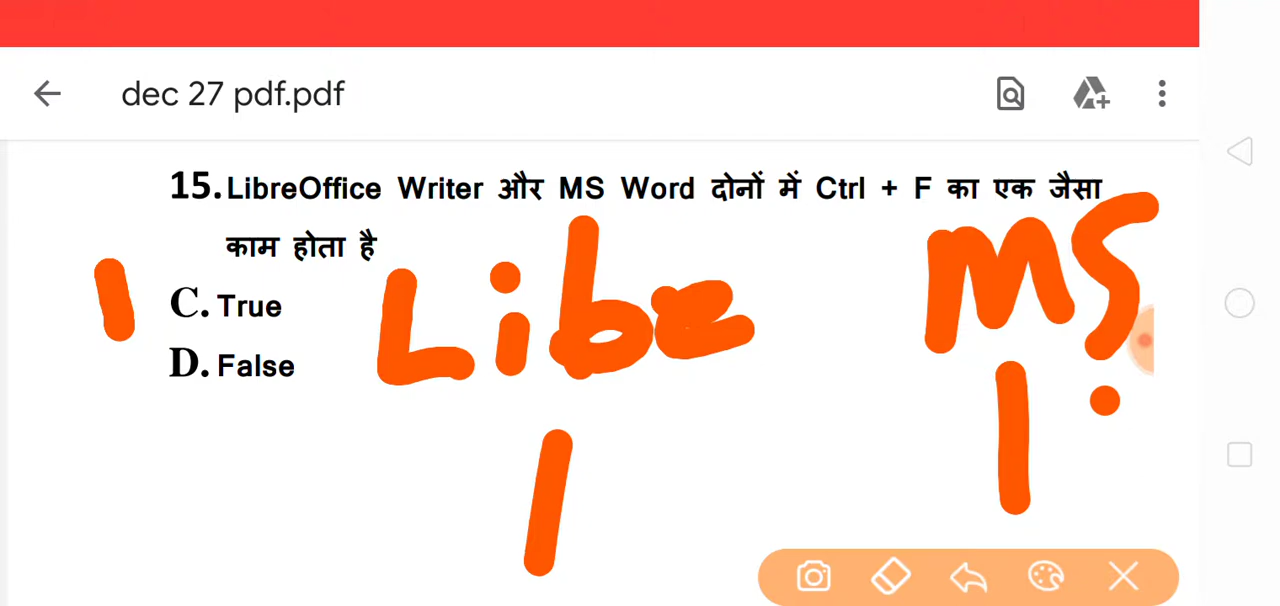 dec 27 pdf.pdf
15. LibreOffice Writer और MS Word दोनों में Ctrl + F का एक जैसा
काम होता है
C. True
D. False
Libe MS